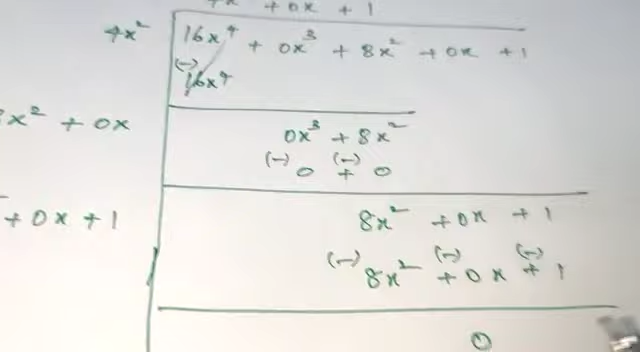 + 0x + 1
4x² 16x⁴ + 0x³ + 8x² + 0x + 1
(-) 16x⁴
x² + 0x
0x³ + 8x²
(-) 0 (-) + 0
+ 0x + 1
8x² + 0x + 1
(-) 8x² (-) + 0x (-) + 1
0